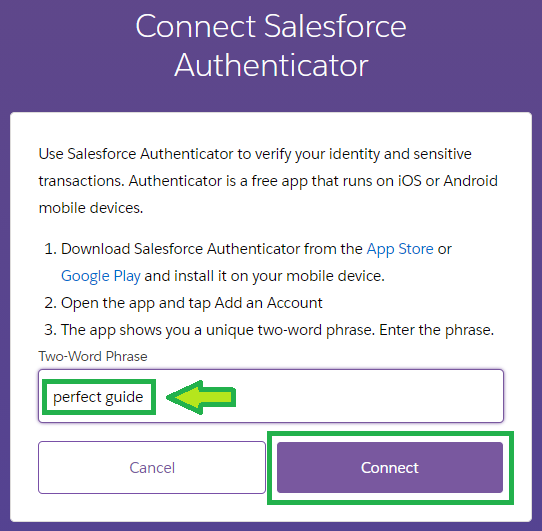 Connect Salesforce
Authenticator
Use Salesforce Authenticator to verify your identity and sensitive
transactions. Authenticator is a free app that runs on iOS or Android
mobile devices.
1. Download Salesforce Authenticator from the App Store or
Google Play and install it on your mobile device.
2. Open the app and tap Add an Account
3. The app shows you a unique two-word phrase. Enter the phrase.
Two-Word Phrase
perfect guide
Cancel Connect